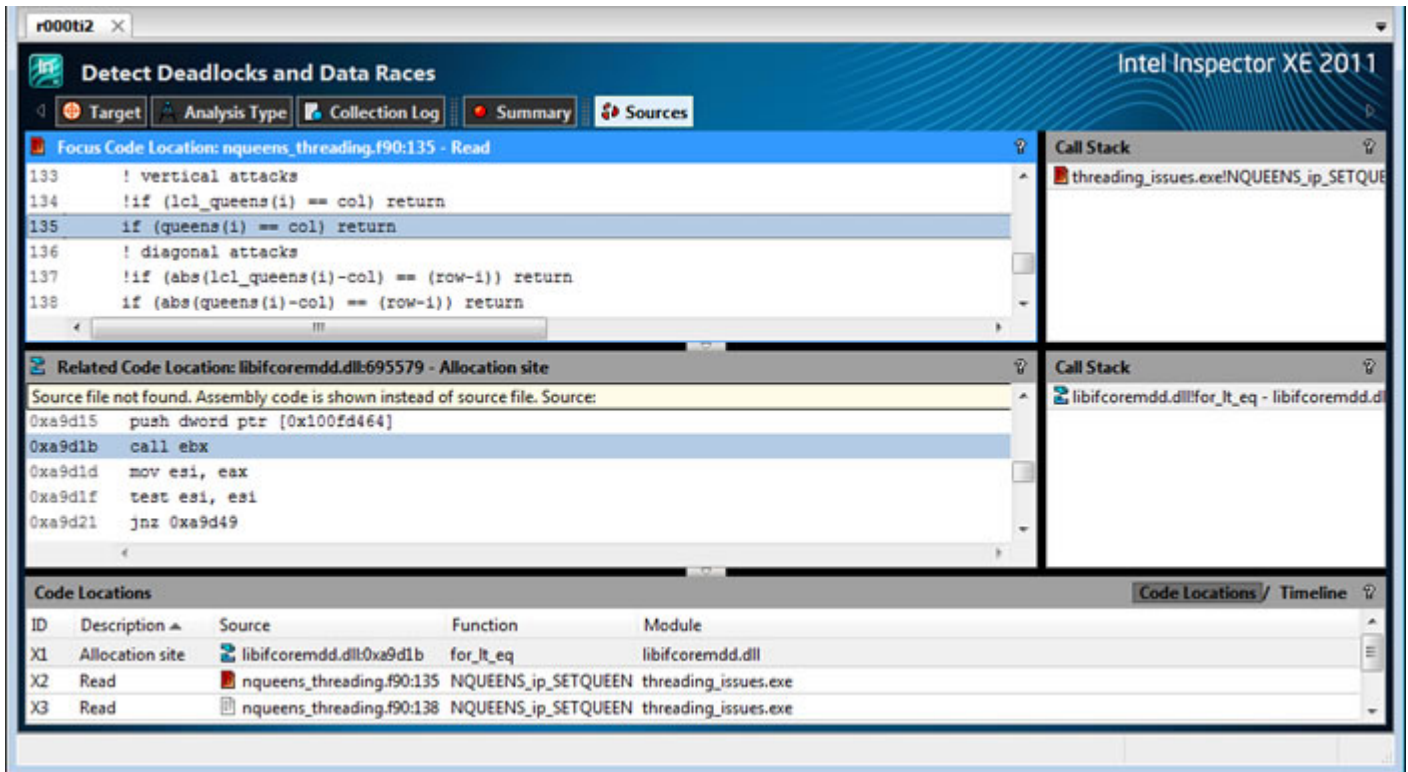 r000ti2
Detect Deadlocks and Data Races
Intel Inspector XE 2011
Target Analysis Type Collection Log Summary Sources
Focus Code Location: nqueens_threading.f90:135 - Read
133 ! vertical attacks
134 !if (lcl_queens(i) == col) return
135 if (queens(i) == col) return
136 ! diagonal attacks
137 !if (abs(lcl_queens(i)-col) == (row-i)) return
138 if (abs(queens(i)-col) == (row-i)) return
Call Stack
threading_issues.exe!NQUEENS_ip_SETQUE
Related Code Location: libifcoremdd.dll:695579 - Allocation site
Source file not found. Assembly code is shown instead of source file. Source:
0xa9d15 push dword ptr [0x100fd464]
0xa9d1b call ebx
0xa9d1d mov esi, eax
0xa9d1f test esi, esi
0xa9d21 jnz 0xa9d49
Call Stack
libifcoremdd.dll!for_lt_eq - libifcoremdd.dl
Code Locations
Code Locations / Timeline
ID Description Source Function Module
X1 Allocation site libifcoremdd.dll:0xa9d1b for_lt_eq libifcoremdd.dll
X2 Read nqueens_threading.f90:135 NQUEENS_ip_SETQUEEN threading_issues.exe
X3 Read nqueens_threading.f90:138 NQUEENS_ip_SETQUEEN threading_issues.exe